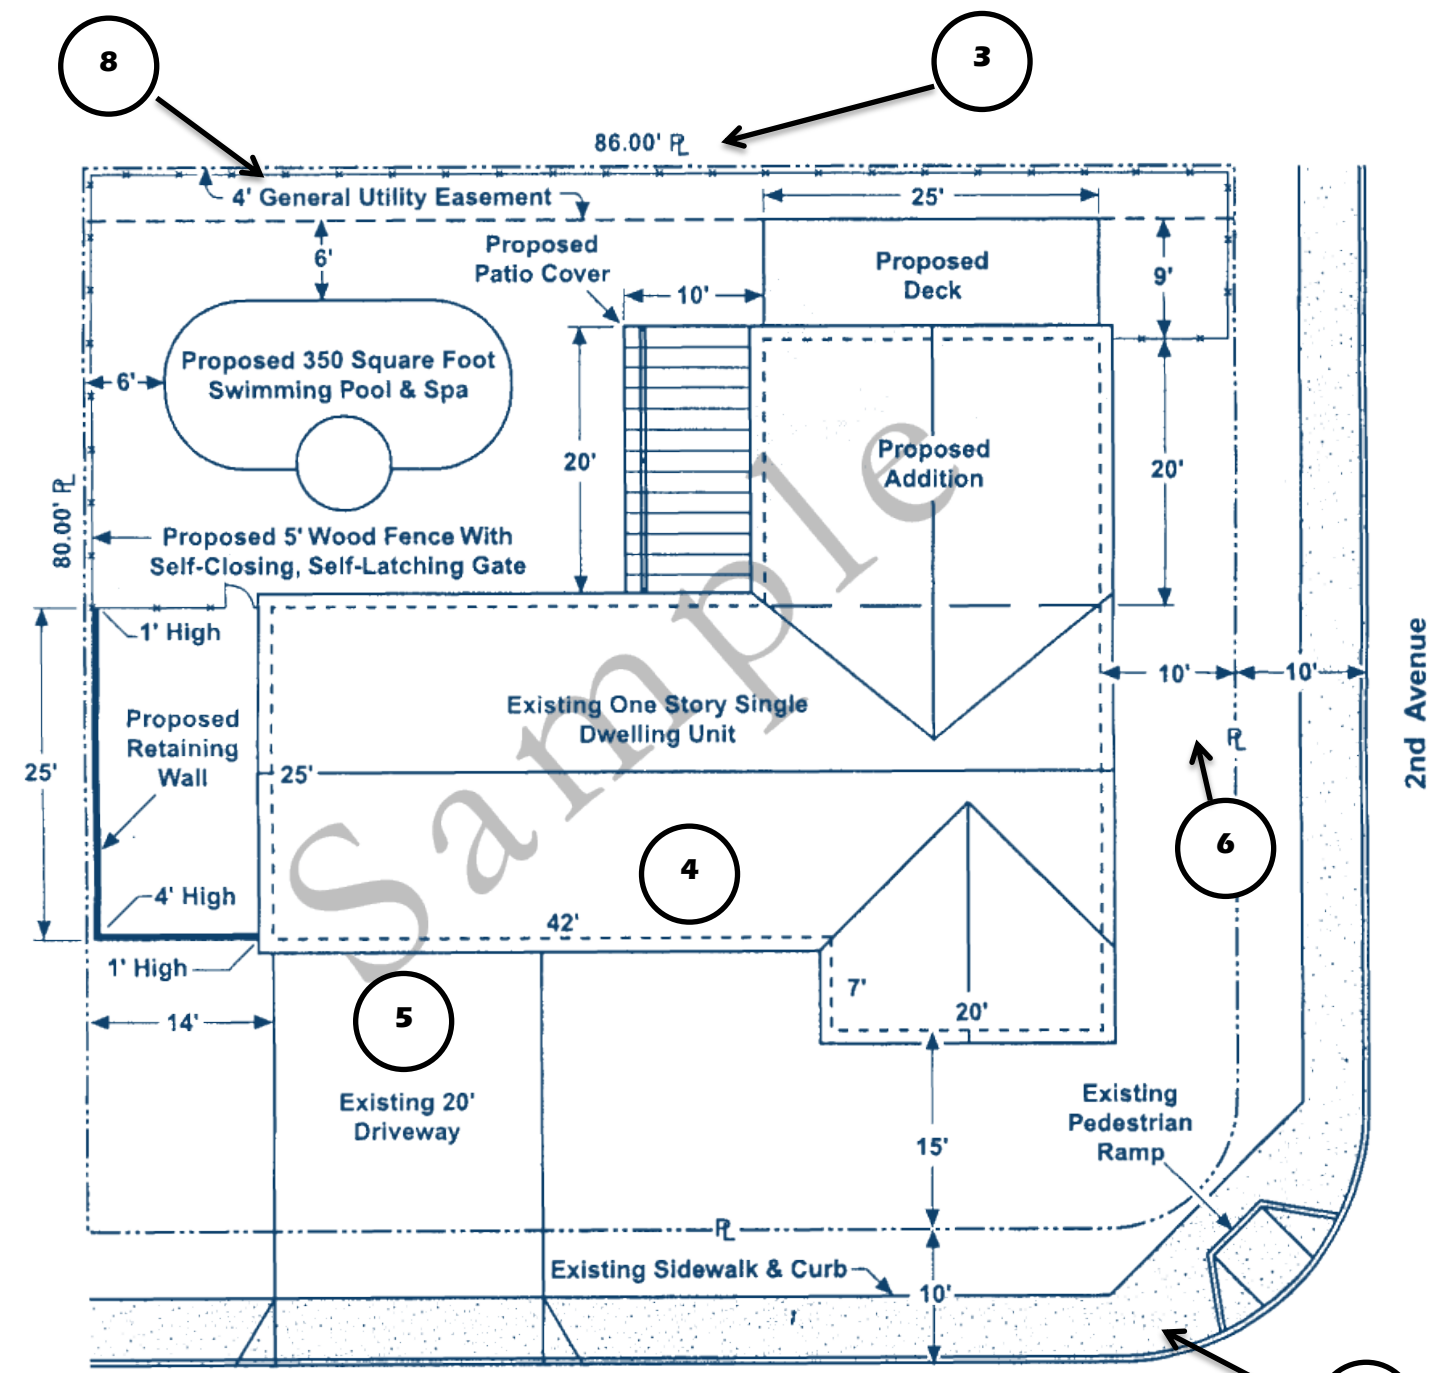 8
3
86.00' PL
4' General Utility Easement
25'
6'
Proposed
Patio Cover
10'
Proposed
Deck
9'
Proposed 350 Square Foot
Swimming Pool & Spa
6'
20'
Proposed
Addition
20'
80.00' PL
Proposed 5' Wood Fence With
Self-Closing, Self-Latching Gate
1' High
Proposed
Retaining
Wall
25'
4' High
1' High
14'
Existing One Story Single
Dwelling Unit
25'
42'
4
10'
10'
PL
6
2nd Avenue
7'
20'
5
Existing 20'
Driveway
15'
Existing
Pedestrian
Ramp
PL
Existing Sidewalk & Curb
10'
Sample